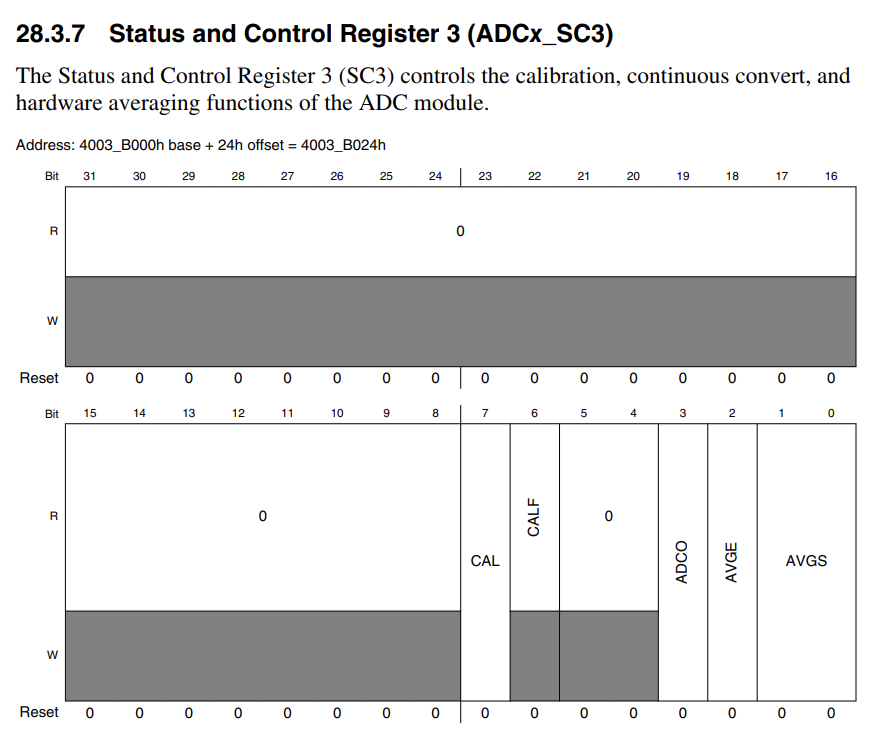 28.3.7 Status and Control Register 3 (ADCx_SC3)
The Status and Control Register 3 (SC3) controls the calibration, continuous convert, and
hardware averaging functions of the ADC module.
Address: 4003_B000h base + 24h offset = 4003_B024h
Bit 31 30 29 28 27 26 25 24 23 22 21 20 19 18 17 16
R 0
W
Reset 0 0 0 0 0 0 0 0 0 0 0 0 0 0 0 0
Bit 15 14 13 12 11 10 9 8 7 6 5 4 3 2 1 0
R 0 CAL CALF 0 ADCO AVGE AVGS
W
Reset 0 0 0 0 0 0 0 0 0 0 0 0 0 0 0 0